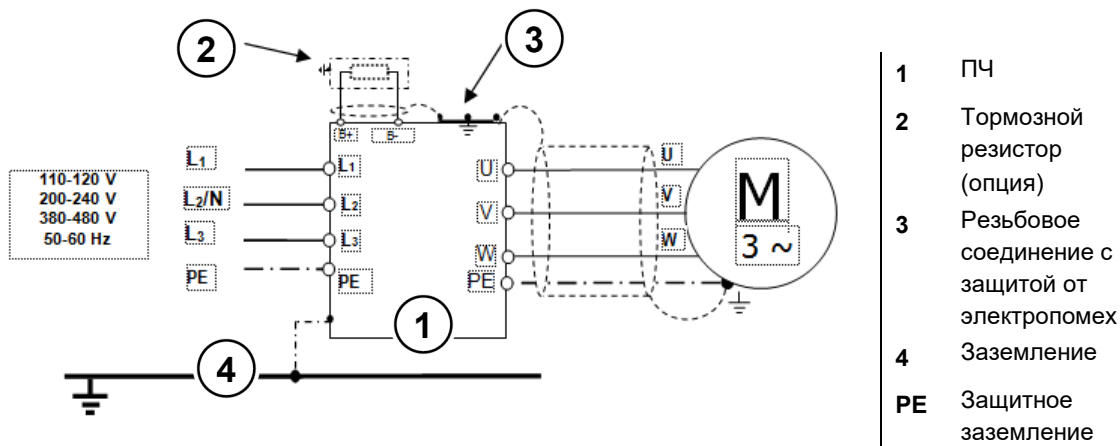 2
3
B+ B-
L1 L1 U U
110-120 V
200-240 V
380-480 V
50-60 Hz
L2/N L2 V V
L3 L3 W W
PE PE PE
M
3 ~
1
4
1 ПЧ
2 Тормозной
резистор
(опция)
3 Резьбовое
соединение с
защитой от
электропомех
4 Заземление
PE Защитное
заземление